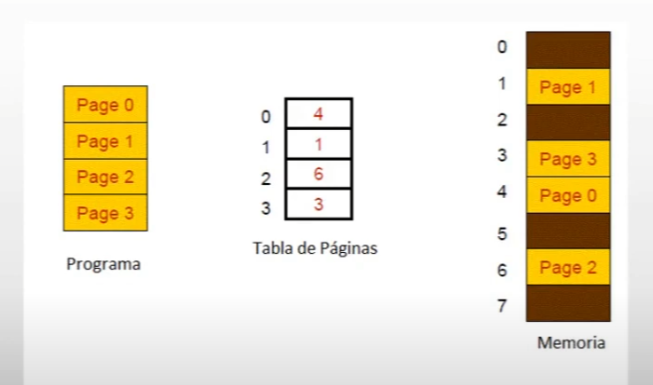 Page 0
Page 1
Page 2
Page 3
Programa
0 4
1 1
2 6
3 3
Tabla de Páginas
0
1 Page 1
2
3 Page 3
4 Page 0
5
6 Page 2
7
Memoria